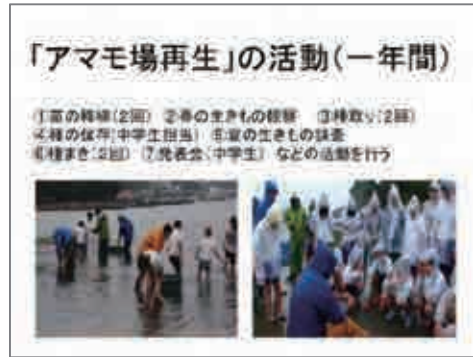 「アマモ場再生」の活動(一年間)
①苗の移植(2回) ②春の生きもの観察 ③種取り(2回)
④種の保存(中学生担当) ⑤夏の生きもの調査
⑥種まき(2回) ⑦発表会(中学生) などの活動を行う